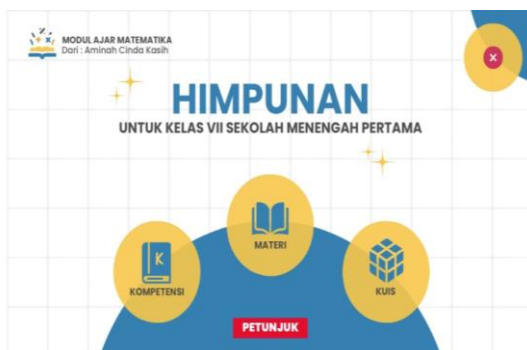 MODUL AJAR MATEMATIKA
Dari : Aminah Cinda Kasih
X
HIMPUNAN
UNTUK KELAS VII SEKOLAH MENENGAH PERTAMA
MATERI
K
KOMPETENSI
KUIS
PETUNJUK